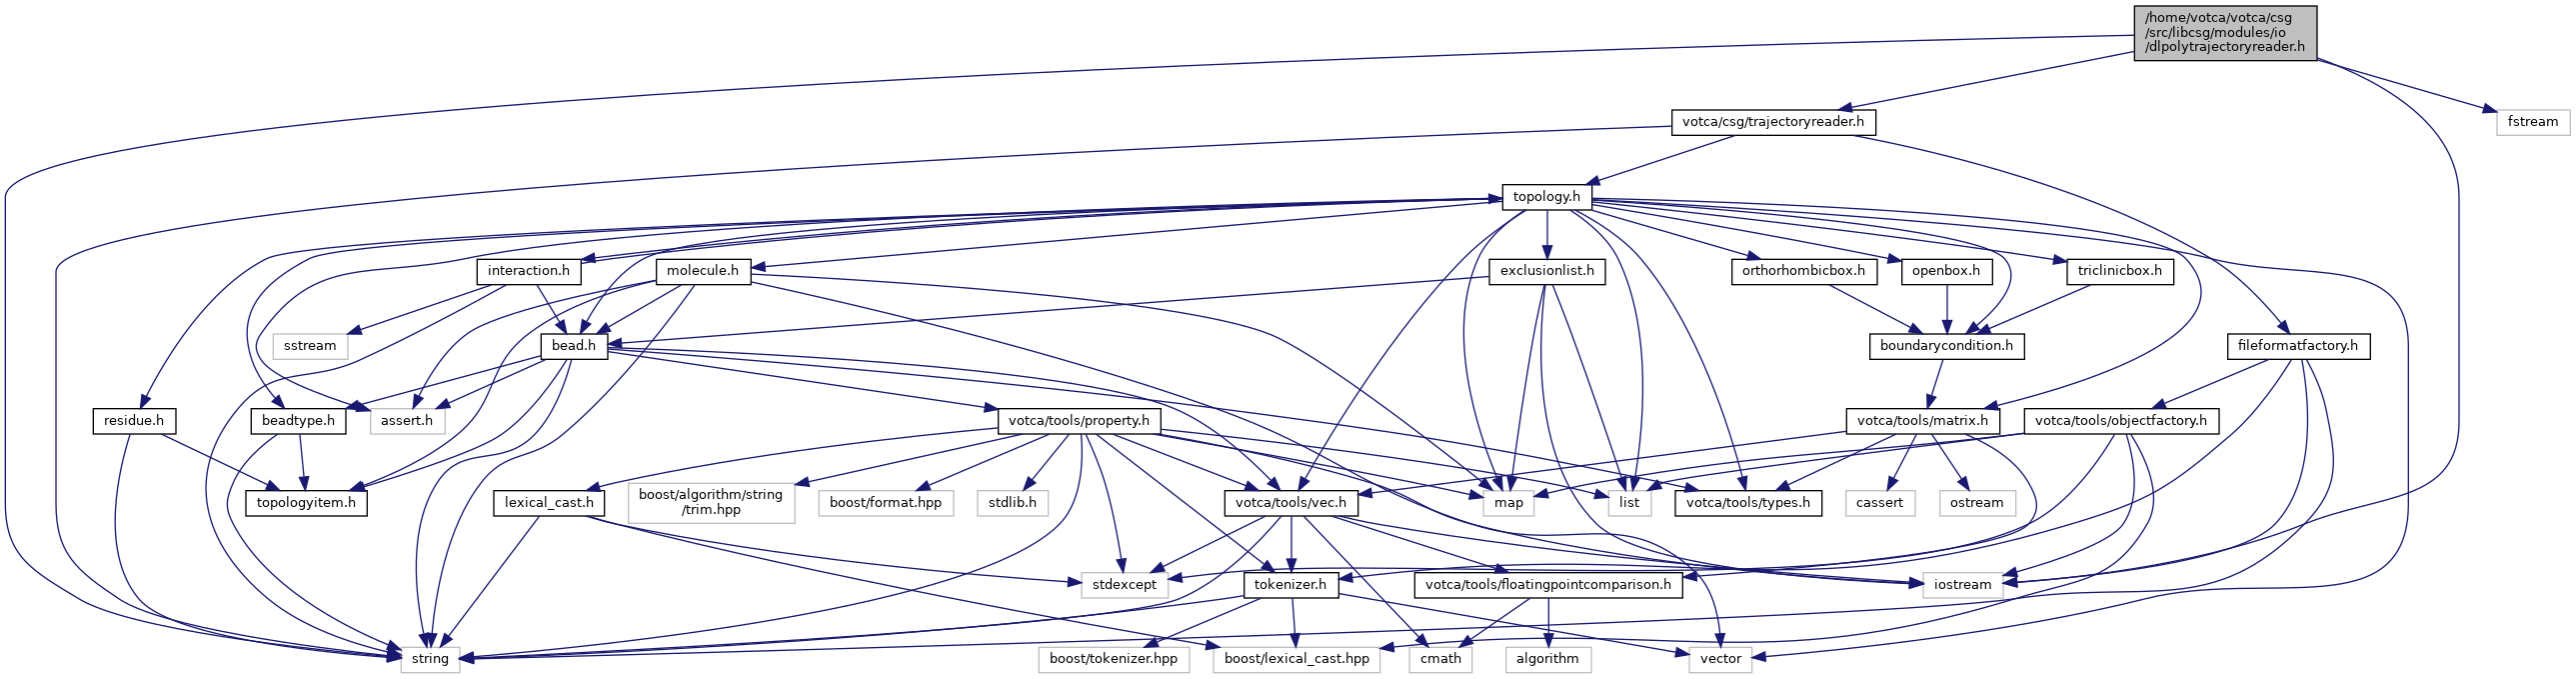 /home/votca/votca/csg
/src/libcsg/modules/io
/dlpolytrajectoryreader.h
votca/csg/trajectoryreader.h
fstream
topology.h
interaction.h
molecule.h
exclusionlist.h
orthorhombicbox.h
openbox.h
triclinicbox.h
sstream
bead.h
boundarycondition.h
fileformatfactory.h
residue.h
beadtype.h
assert.h
votca/tools/property.h
votca/tools/matrix.h
votca/tools/objectfactory.h
topologyitem.h
lexical_cast.h
boost/algorithm/string
/trim.hpp
boost/format.hpp
stdlib.h
votca/tools/vec.h
map
list
votca/tools/types.h
cassert
ostream
stdexcept
tokenizer.h
votca/tools/floatingpointcomparison.h
iostream
string
boost/tokenizer.hpp
boost/lexical_cast.hpp
cmath
algorithm
vector